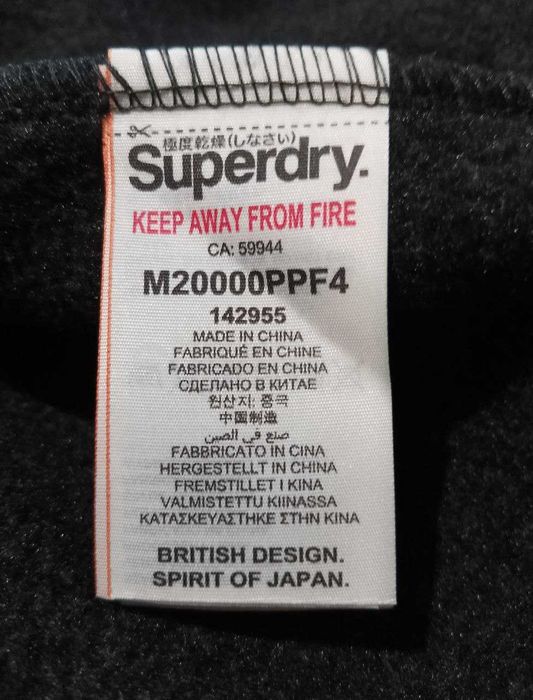 極度乾燥(しなさい)
Superdry.
KEEP AWAY FROM FIRE
CA: 59944
M20000PPF4
142955
MADE IN CHINA
FABRIQUÉ EN CHINE
FABRICADO EN CHINA
СДЕЛАНО В КИТАЕ
원산지: 중국
中国制造
صنع في الصين
FABBRICATO IN CINA
HERGESTELLT IN CHINA
FREMSTILLET I KINA
VALMISTETTU KIINASSA
ΚΑΤΑΣΚΕΥΑΣΤΗΚΕ ΣΤΗΝ ΚΙΝΑ
BRITISH DESIGN.
SPIRIT OF JAPAN.